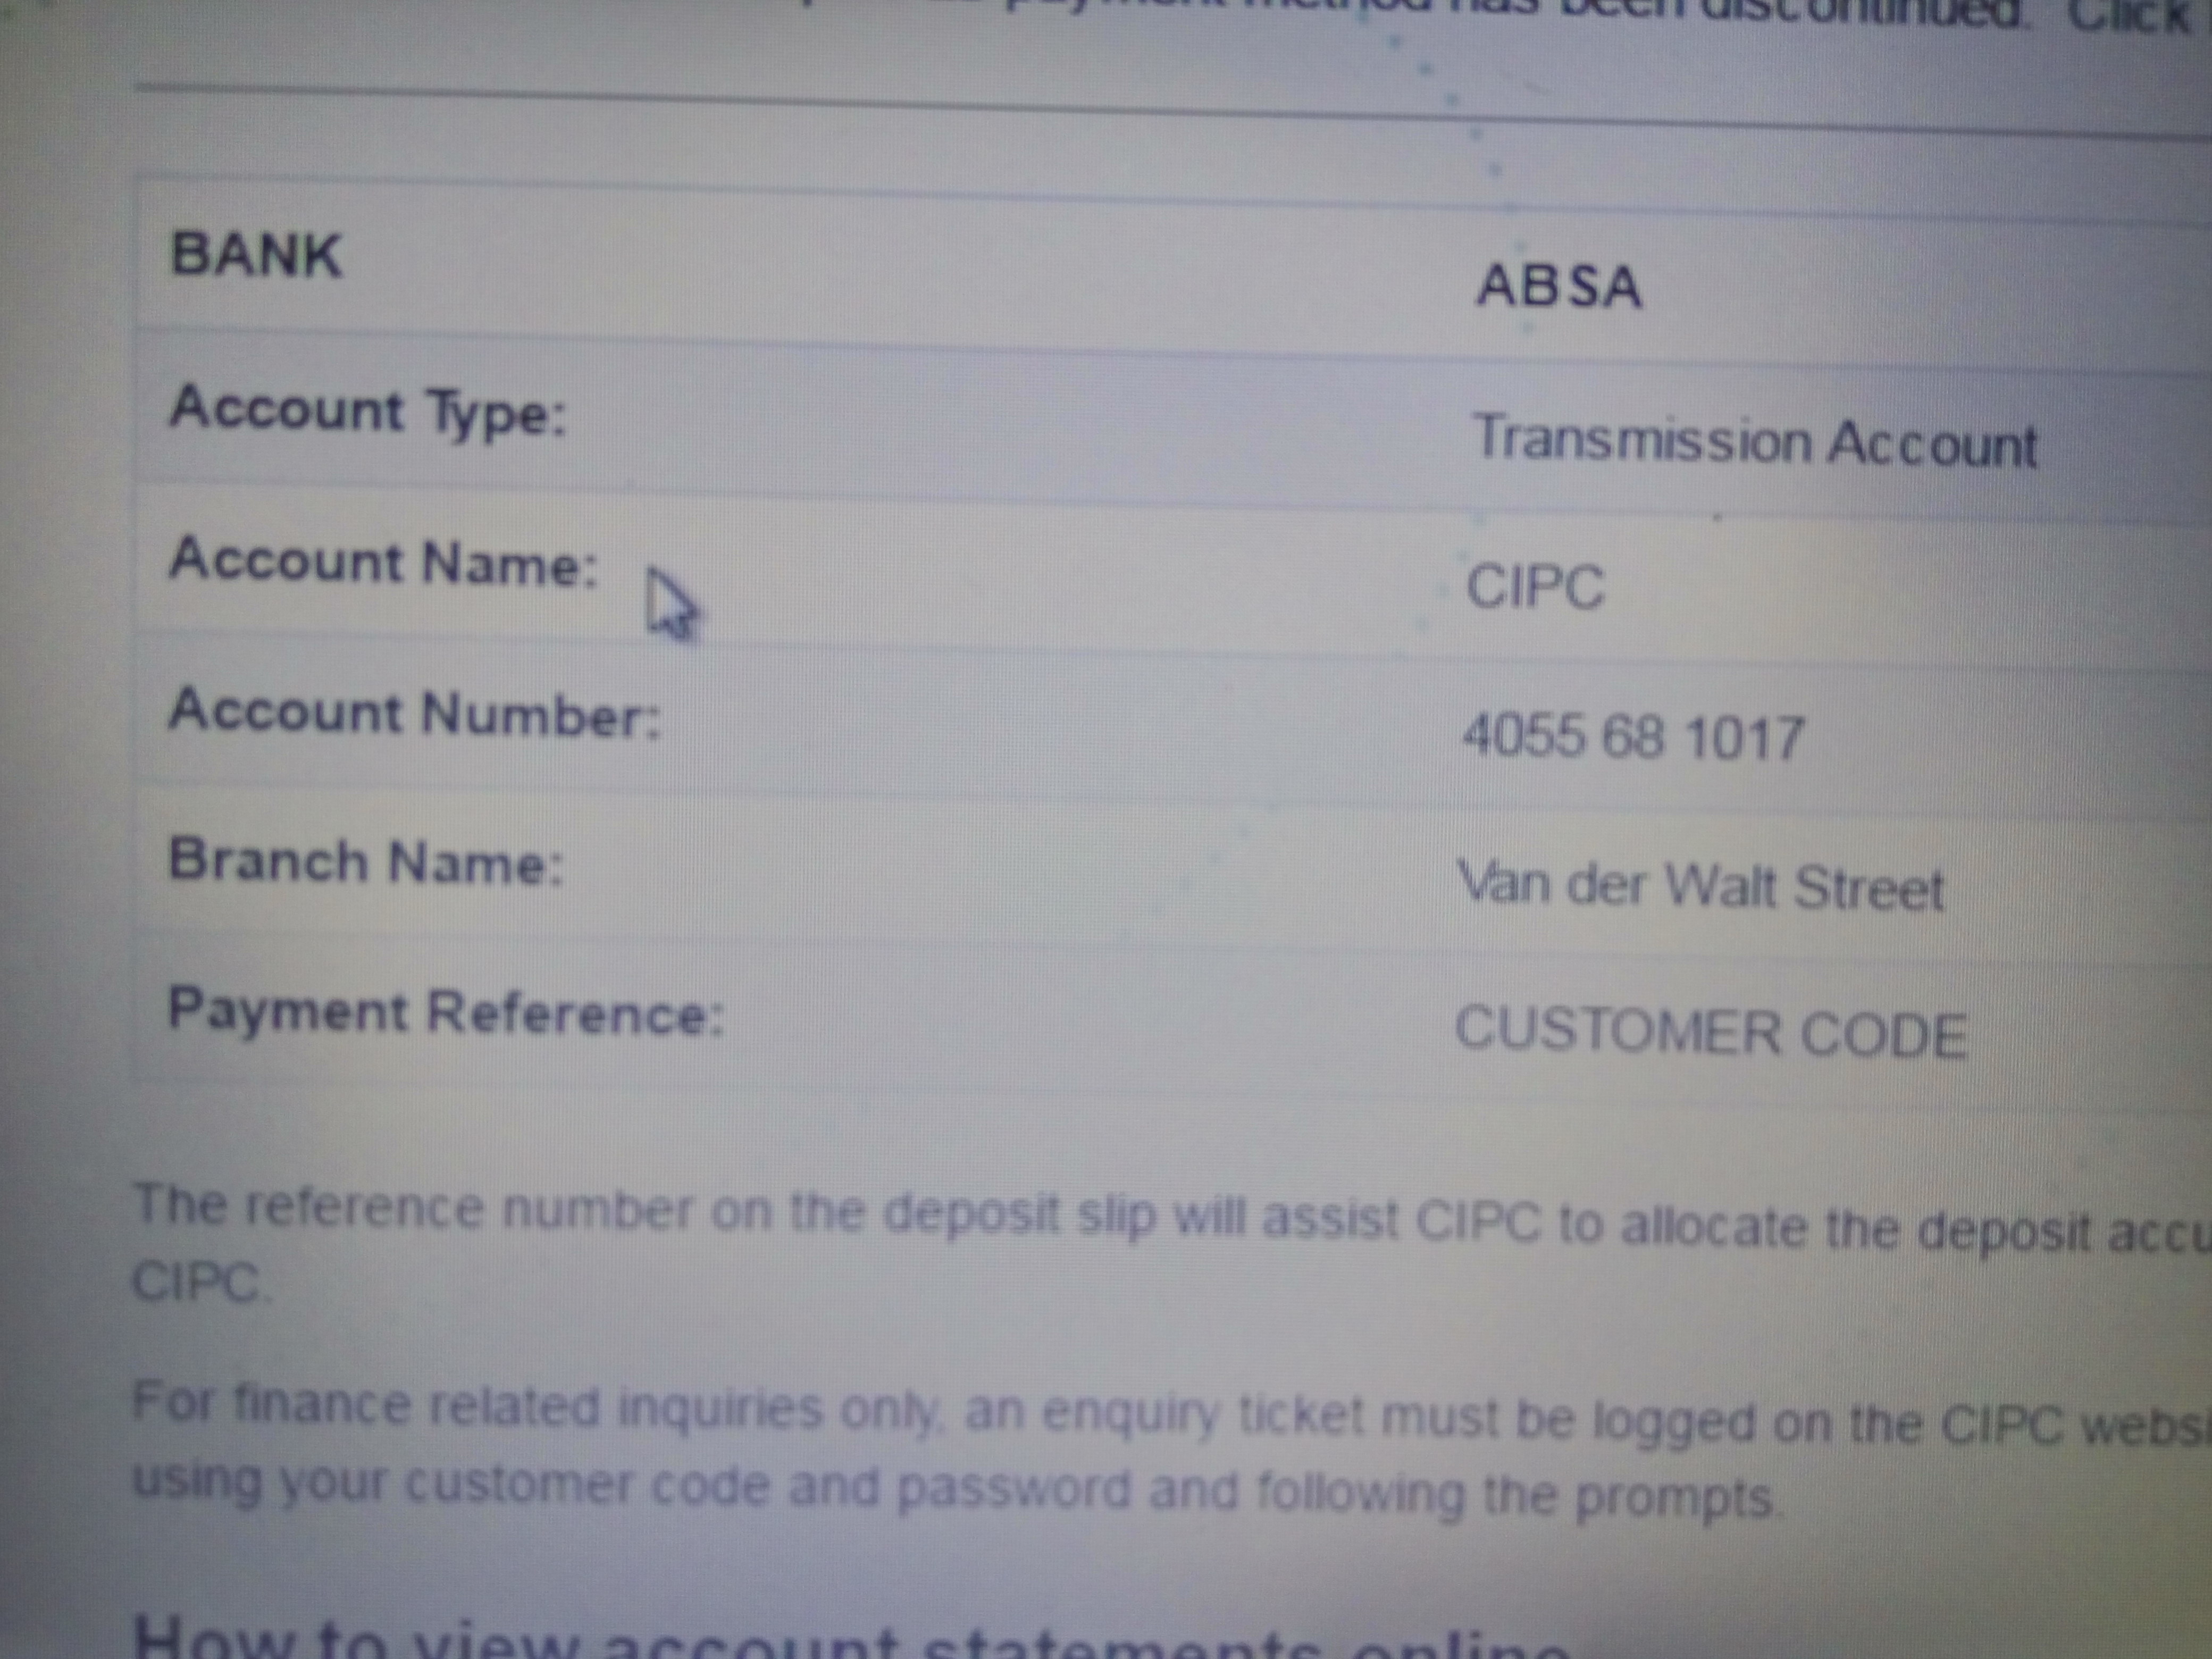 payment method has been discontinued. Click
BANK ABSA
Account Type: Transmission Account
Account Name: CIPC
Account Number: 4055 68 1017
Branch Name: Van der Walt Street
Payment Reference: CUSTOMER CODE
The reference number on the deposit slip will assist CIPC to allocate the deposit accu
CIPC.
For finance related inquiries only, an enquiry ticket must be logged on the CIPC websi
using your customer code and password and following the prompts.
How to view account statements online